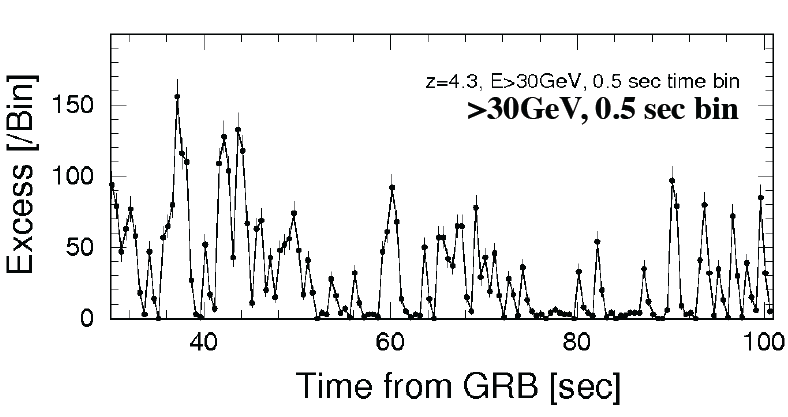 z=4.3, E>30GeV, 0.5 sec time bin
>30GeV, 0.5 sec bin
Excess [/Bin]
150
100
50
0
40 60 80 100
Time from GRB [sec]